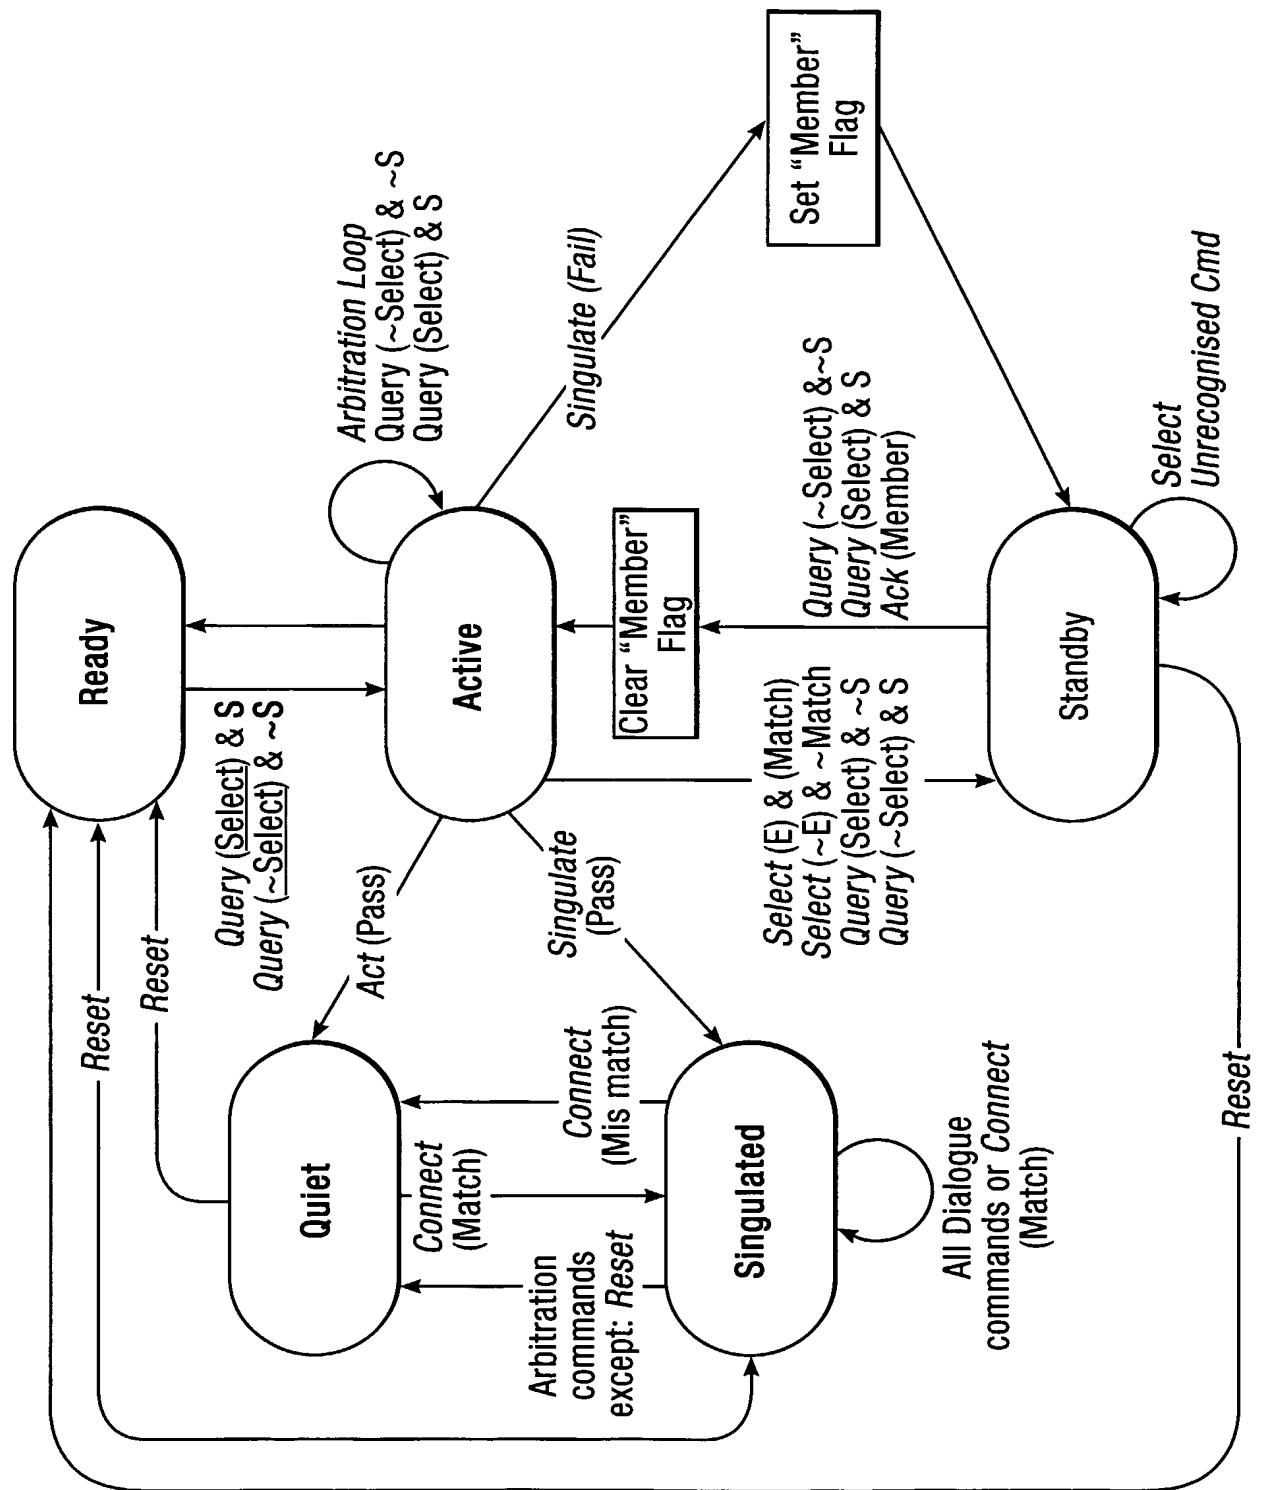 Ready
Reset
Reset
Query (Select) & S
Query (~Select) & ~S
Arbitration Loop
Query (~Select) & ~S
Query (Select) & S
Quiet
Act (Pass)
Active
Singulate (Fail)
Connect
(Match)
Connect
(Mis match)
Singulate
(Pass)
Clear “Member”
Flag
Set “Member”
Flag
Arbitration
commands
except: Reset
Singulated
Select (E) & (Match)
Select (~E) & ~Match
Query (Select) & ~S
Query (~Select) & S
Query (~Select) &~S
Query (Select) & S
Ack (Member)
All Dialogue
commands or Connect
(Match)
Standby
Select
Unrecognised Cmd
Reset